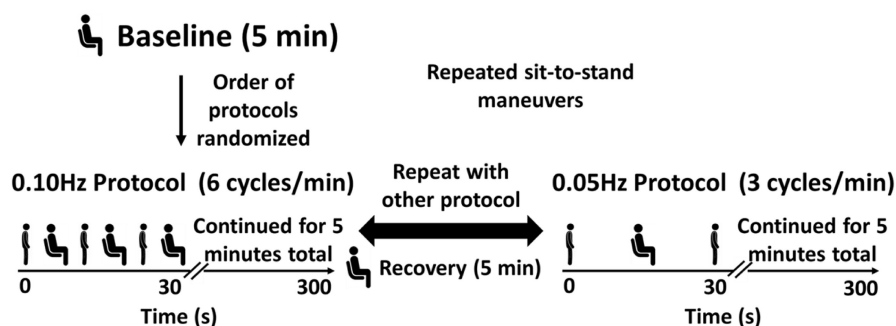 Baseline (5 min)
Order of
protocols
randomized
Repeated sit-to-stand
maneuvers
0.10Hz Protocol (6 cycles/min)
Continued for 5
minutes total
0
30
300
Time (s)
Repeat with
other protocol
Recovery (5 min)
0.05Hz Protocol (3 cycles/min)
Continued for 5
minutes total
0
30
300
Time (s)